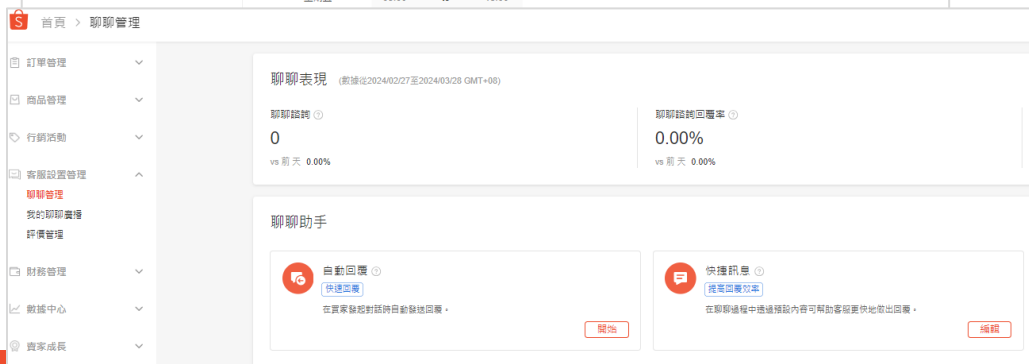 S 首頁 > 聊聊管理
訂單管理
商品管理
行銷活動
客服設置管理
聊聊管理
我的聊聊廣播
評價管理
財務管理
數據中心
賣家成長
聊聊表現 (數據從2024/02/27至2024/03/28 GMT+08)
聊聊諮詢 ?
0
vs 前天 0.00%
聊聊諮詢回覆率 ?
0.00%
vs 前天 0.00%
聊聊助手
自動回覆 ?
快速回覆
在買家發起對話時自動發送回覆。
開始
快捷訊息 ?
提高回覆效率
在聊聊過程中透過預設內容可幫助客服更快地做出回覆。
編輯